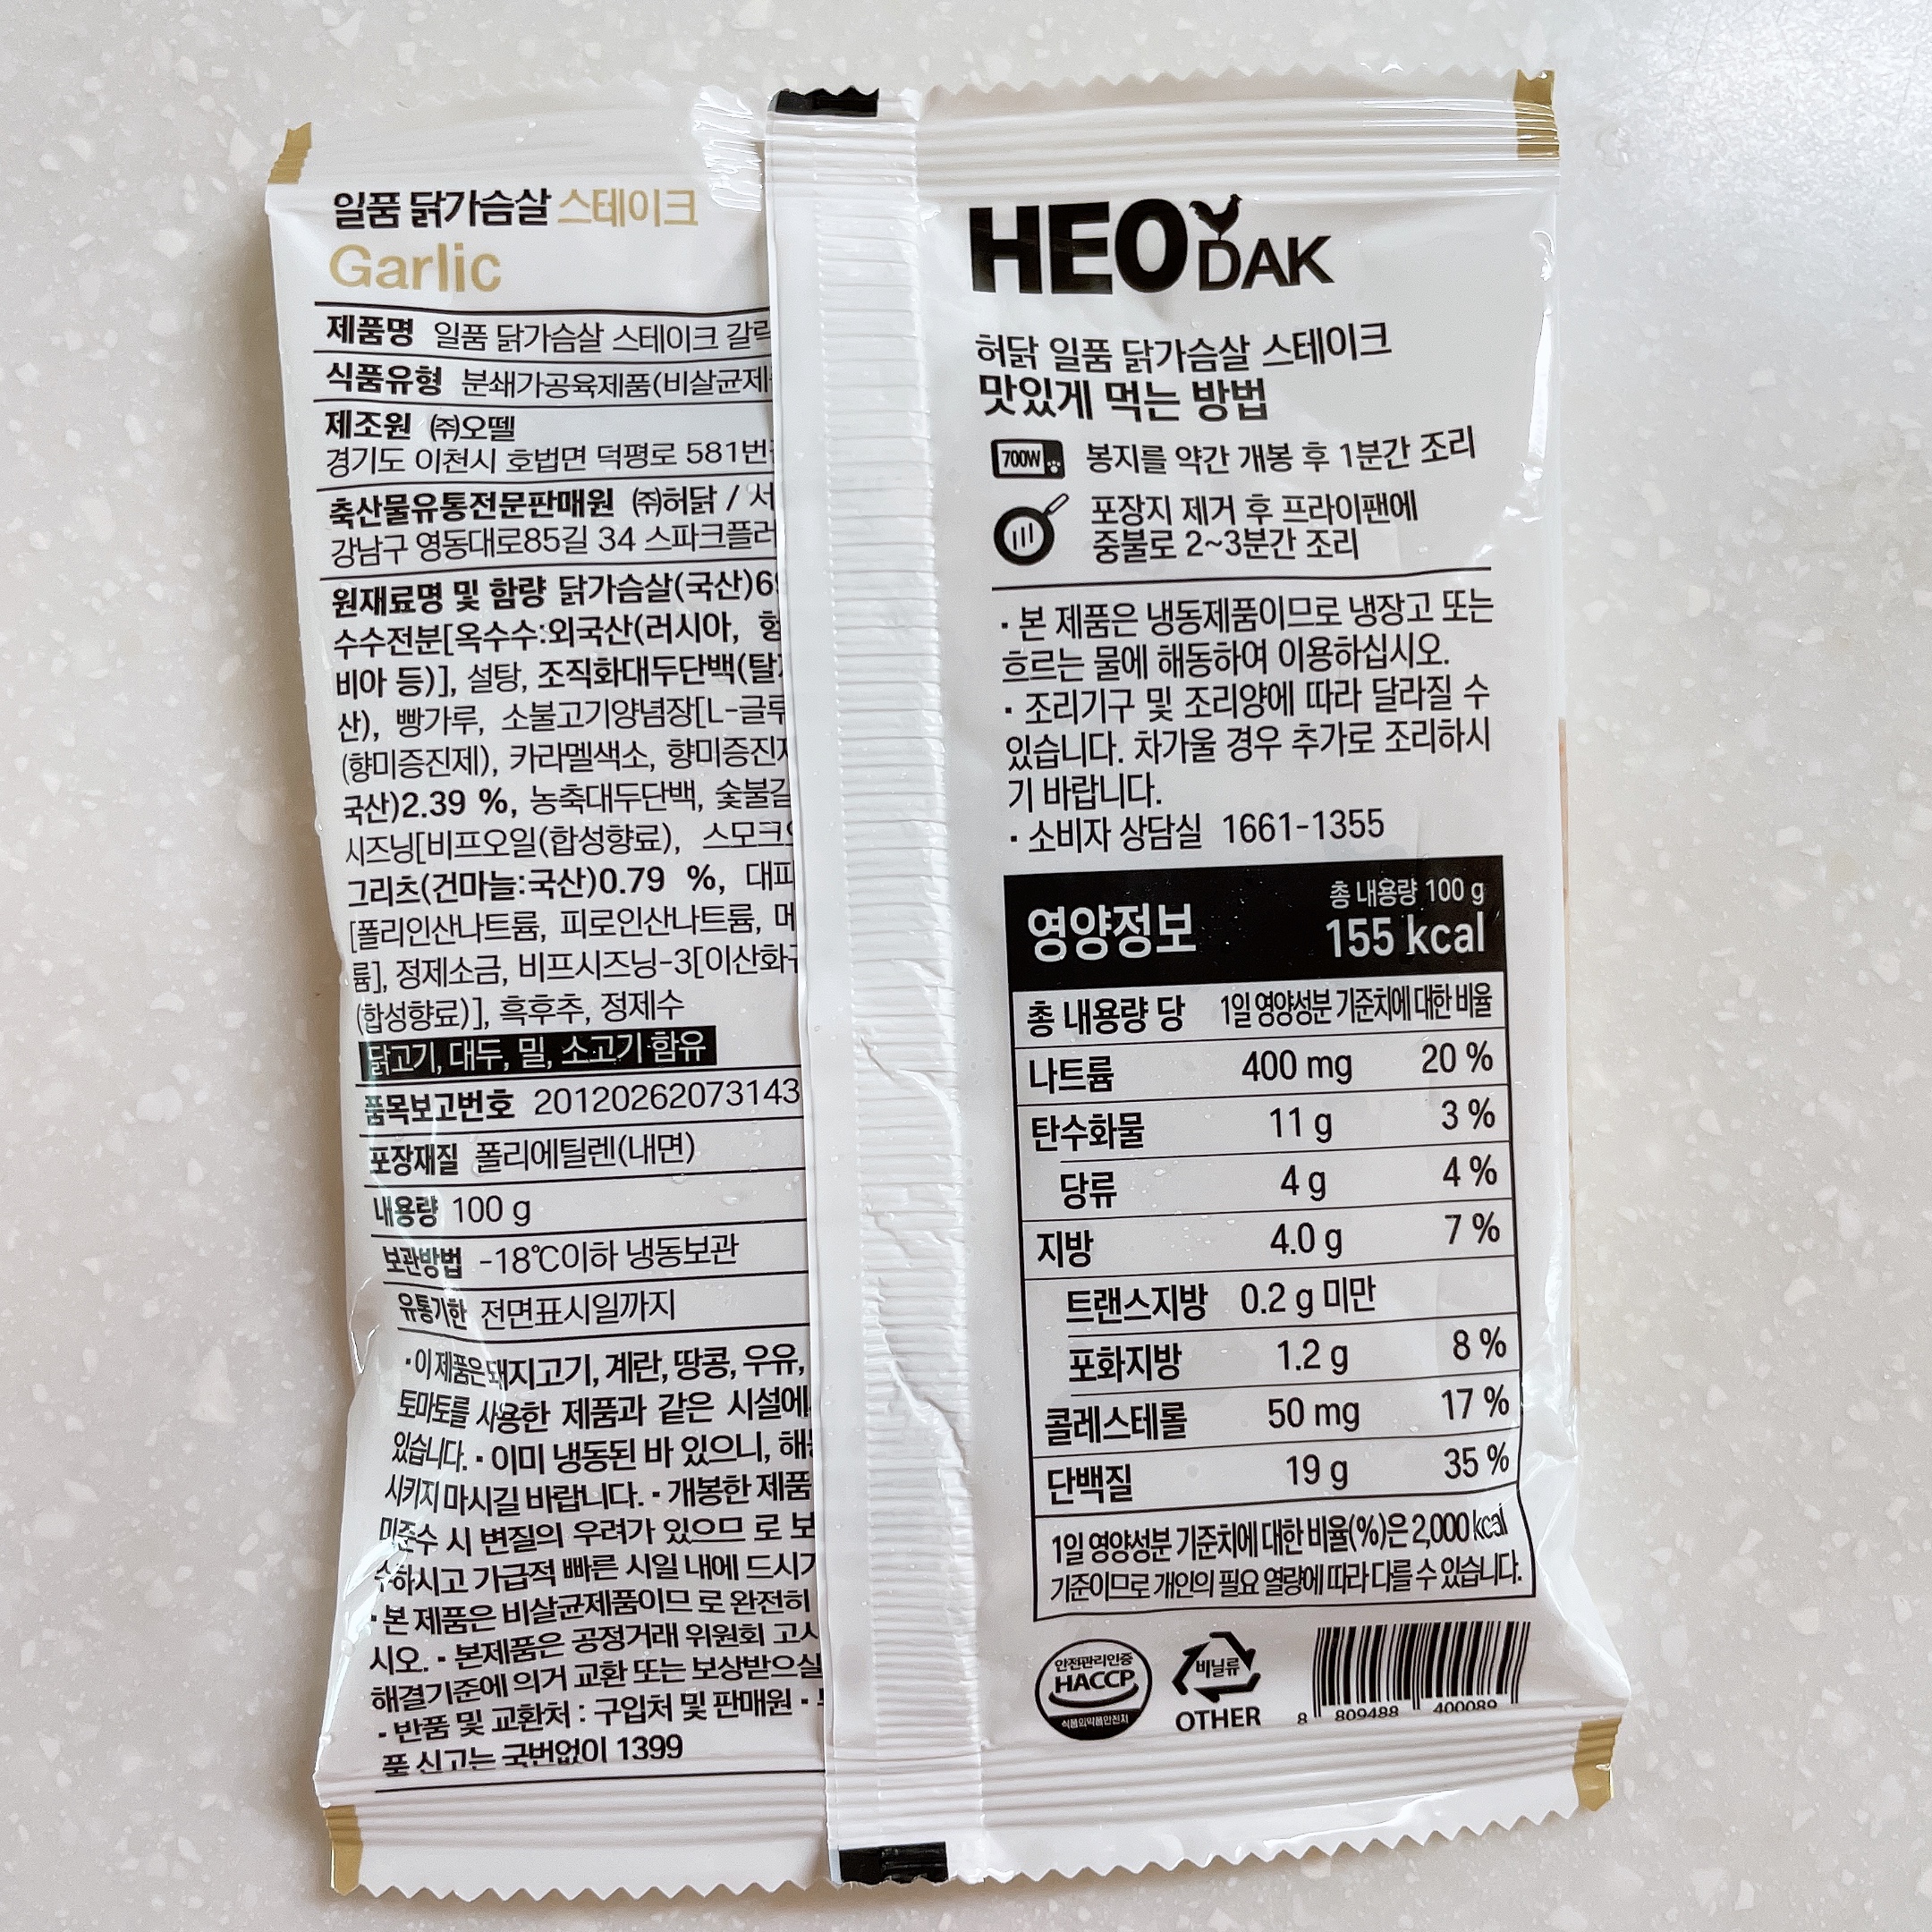 일품 닭가슴살 스테이크
Garlic
제품명 일품 닭가슴살 스테이크
식품유형 분쇄가공육제품(비살균제
제조원 ㈜오뗄
경기도 이천시 호법면 덕평로 581번
축산물유통전문판매원 ㈜허닭 / 서
강남구 영동대로85길 34 스파크플러
원재료명 및 함량 닭가슴살(국산)
수수전분[옥수수:외국산(러시아,
비아 등)], 설탕, 조직화대두단백(탈
산), 빵가루, 소불고기양념장[L-글루
(향미증진제), 카라멜색소, 향미증진
국산)2.39 %, 농축대두단백, 숯불갈
시즈닝[비프오일(합성향료), 스모크
그리츠(건마늘:국산)0.79 %, 대파
[폴리인산나트륨, 피로인산나트륨, 메
륨], 정제소금, 비프시즈닝-3[이산화
(합성향료)], 흑후추, 정제수
닭고기, 대두, 밀, 소고기 함유
품목보고번호 20120262073143
포장재질 폴리에틸렌(내면)
내용량 100 g
보관방법 -18℃이하 냉동보관
유통기한 전면표시일까지
· 이 제품은 돼지고기, 계란, 땅콩, 우유,
토마토를 사용한 제품과 같은 시설에
있습니다. · 이미 냉동된 바 있으니, 해
시키지 마시길 바랍니다. · 개봉한 제품
미준수 시 변질의 우려가 있으므 로 보
수하시고 가급적 빠른 시일 내에 드시기
· 본 제품은 비살균제품이므 로 완전히
시오. · 본제품은 공정거래 위원회 고시
해결기준에 의거 교환 또는 보상받으실
· 반품 및 교환처 : 구입처 및 판매원 ·
품 신고는 국번없이 1399
HEODAK
허닭 일품 닭가슴살 스테이크
맛있게 먹는 방법
700W 봉지를 약간 개봉 후 1분간 조리
포장지 제거 후 프라이팬에
중불로 2~3분간 조리
· 본 제품은 냉동제품이므로 냉장고 또는
흐르는 물에 해동하여 이용하십시오.
· 조리기구 및 조리양에 따라 달라질 수
있습니다. 차가울 경우 추가로 조리하시
기 바랍니다.
· 소비자 상담실 1661-1355
영양정보 총 내용량 100 g
155 kcal
총 내용량 당 1일 영양성분 기준치에 대한 비율
나트륨 400 mg 20 %
탄수화물 11 g 3 %
당류 4 g 4 %
지방 4.0 g 7 %
트랜스지방 0.2 g 미만
포화지방 1.2 g 8 %
콜레스테롤 50 mg 17 %
단백질 19 g 35 %
1일 영양성분 기준치에 대한 비율(%)은 2,000 kcal
기준이므로 개인의 필요 열량에 따라 다를 수 있습니다.
안전관리인증
HACCP
식품의약품안전처
비닐류
OTHER
8 809488 400089